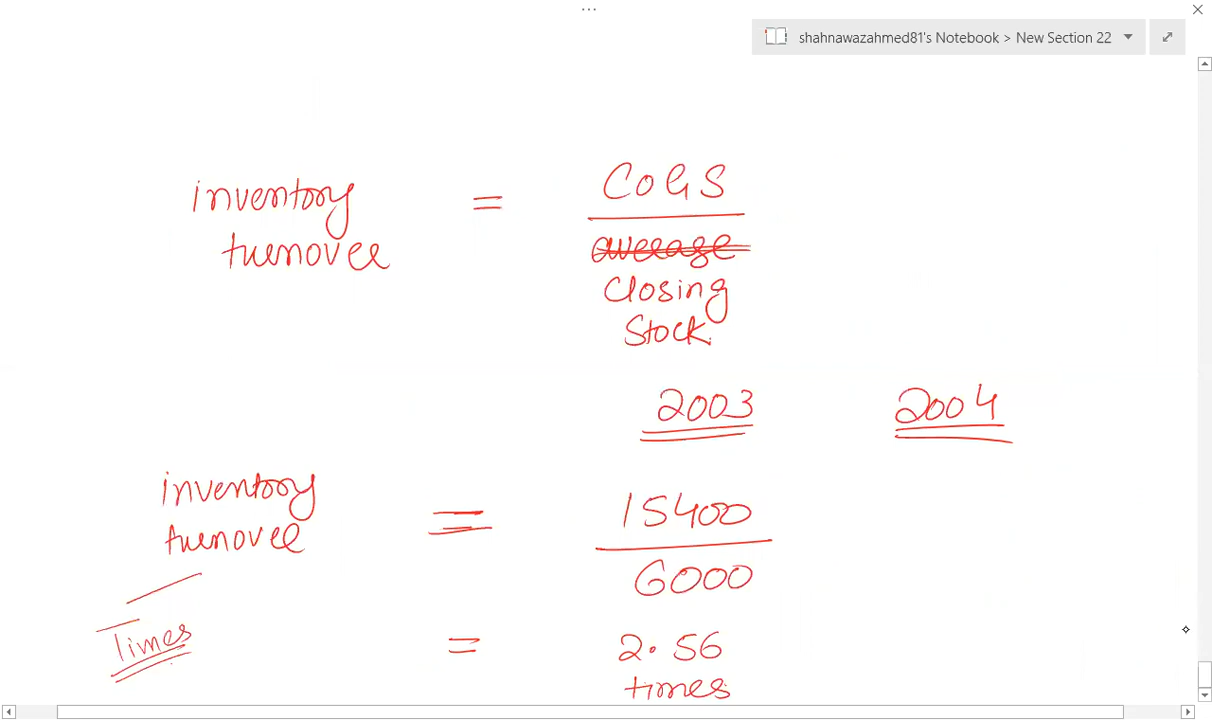 ...
shahnawazahmed81's Notebook > New Section 22
inventory turnover = COGS
average
Closing
Stock.
2003 2004
inventory turnover = 15400
6000
Times = 2.56
times